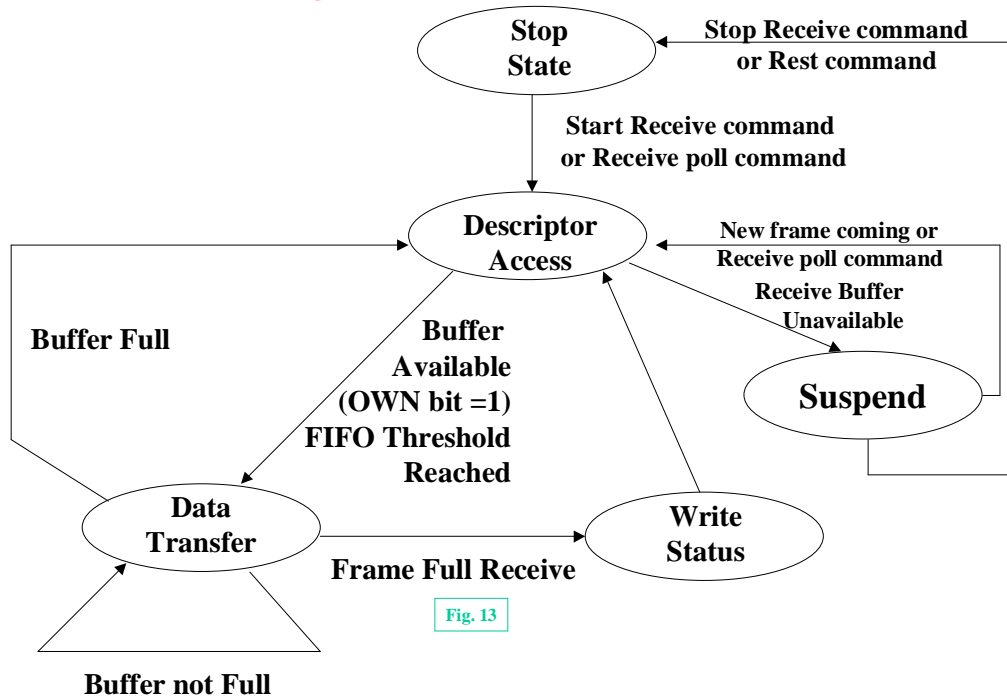 Stop
State
Stop Receive command
or Rest command
Start Receive command
or Receive poll command
Descriptor
Access
New frame coming or
Receive poll command
Receive Buffer
Unavailable
Buffer Full
Buffer
Available
(OWN bit =1)
FIFO Threshold
Reached
Suspend
Data
Transfer
Write
Status
Frame Full Receive
Fig. 13
Buffer not Full